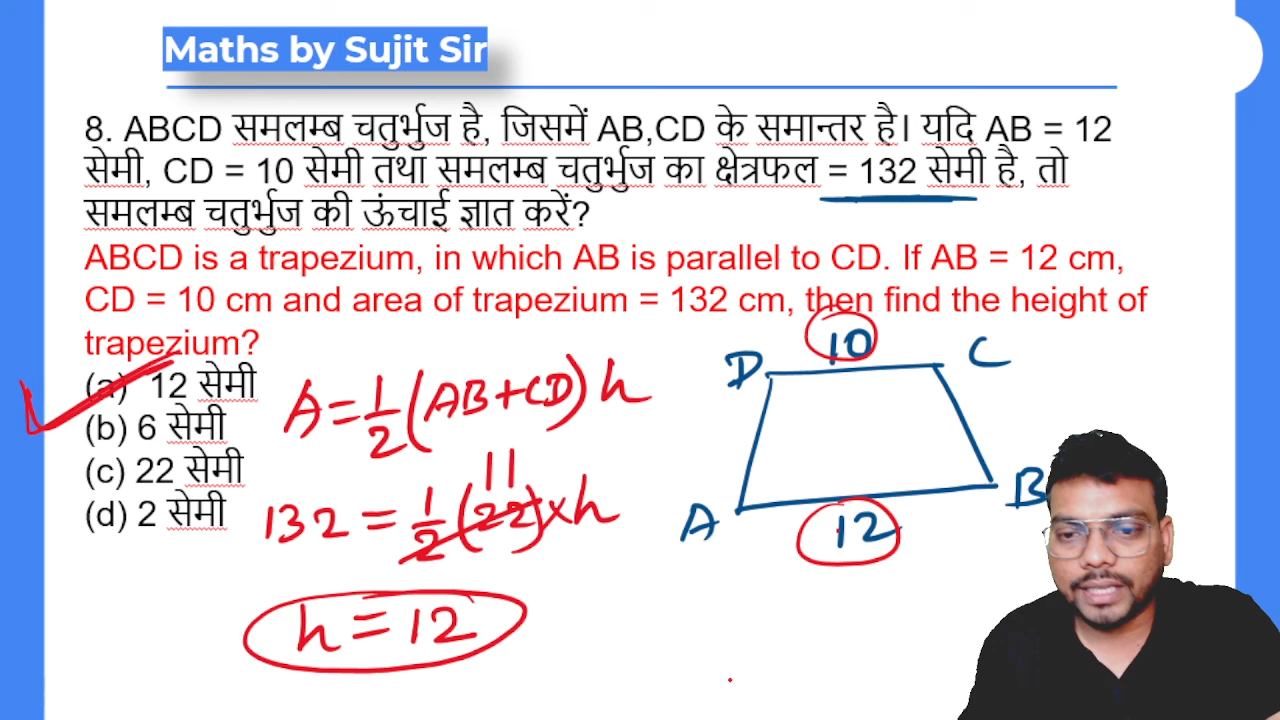 Maths by Sujit Sir
8. ABCD समलम्ब चतुर्भुज है, जिसमें AB,CD के समान्तर है। यदि AB = 12
सेमी, CD = 10 सेमी तथा समलम्ब चतुर्भुज का क्षेत्रफल = 132 सेमी है, तो
समलम्ब चतुर्भुज की ऊंचाई ज्ञात करें?
ABCD is a trapezium, in which AB is parallel to CD. If AB = 12 cm,
CD = 10 cm and area of trapezium = 132 cm, then find the height of
trapezium?
(a) 12 सेमी
(b) 6 सेमी
(c) 22 सेमी
(d) 2 सेमी
A = 1/2 (AB+CD) h
11
132 = 1/2 (22) × h
h = 12
D 10 C
A 12 B